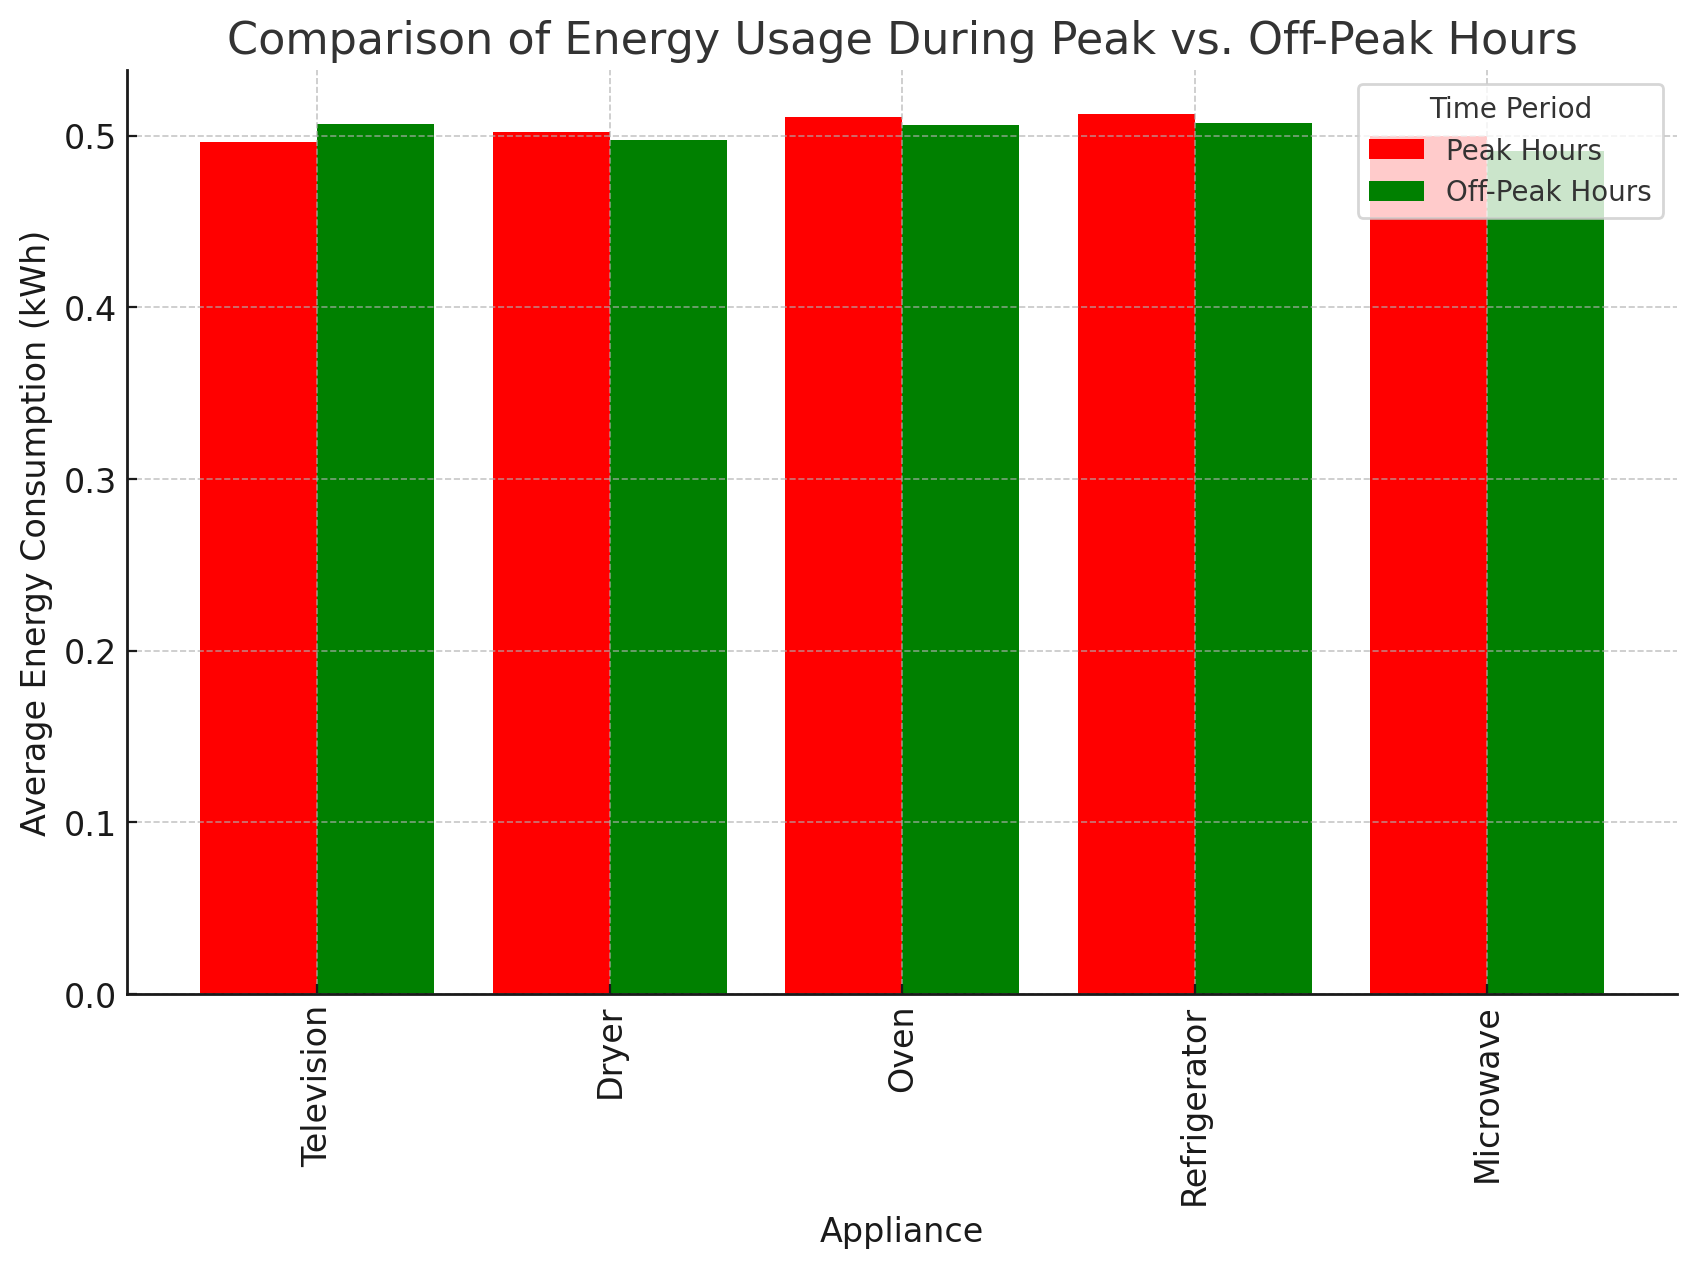 Comparison of Energy Usage During Peak vs. Off-Peak Hours
Time Period
Peak Hours
Off-Peak Hours
Average Energy Consumption (kWh)
0.5
0.4
0.3
0.2
0.1
0.0
Television
Dryer
Oven
Refrigerator
Microwave
Appliance